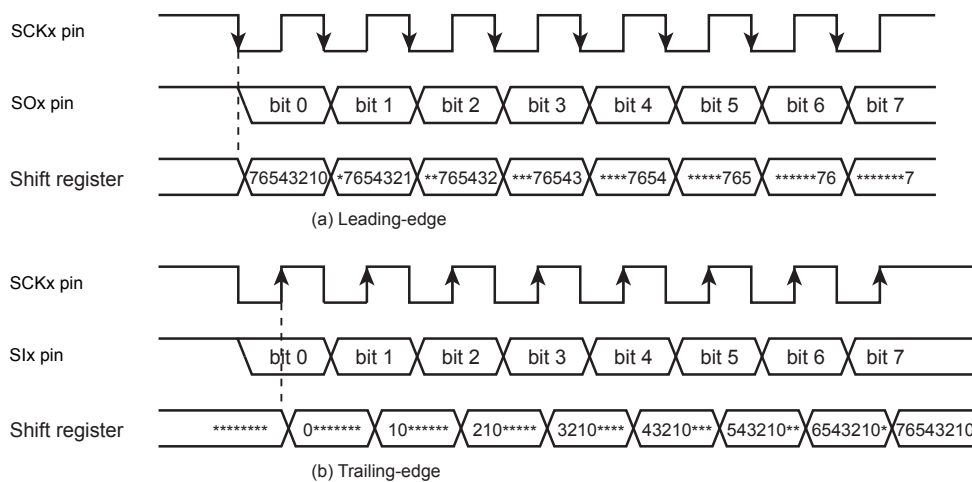 SCKx pin
SOx pin bit 0 bit 1 bit 2 bit 3 bit 4 bit 5 bit 6 bit 7
Shift register 76543210 *7654321 **765432 ***76543 ****7654 *****765 ******76 *******7
(a) Leading-edge
SCKx pin
SIx pin bit 0 bit 1 bit 2 bit 3 bit 4 bit 5 bit 6 bit 7
Shift register ******** 0******* 10****** 210***** 3210**** 43210*** 543210** 6543210* 76543210
(b) Trailing-edge